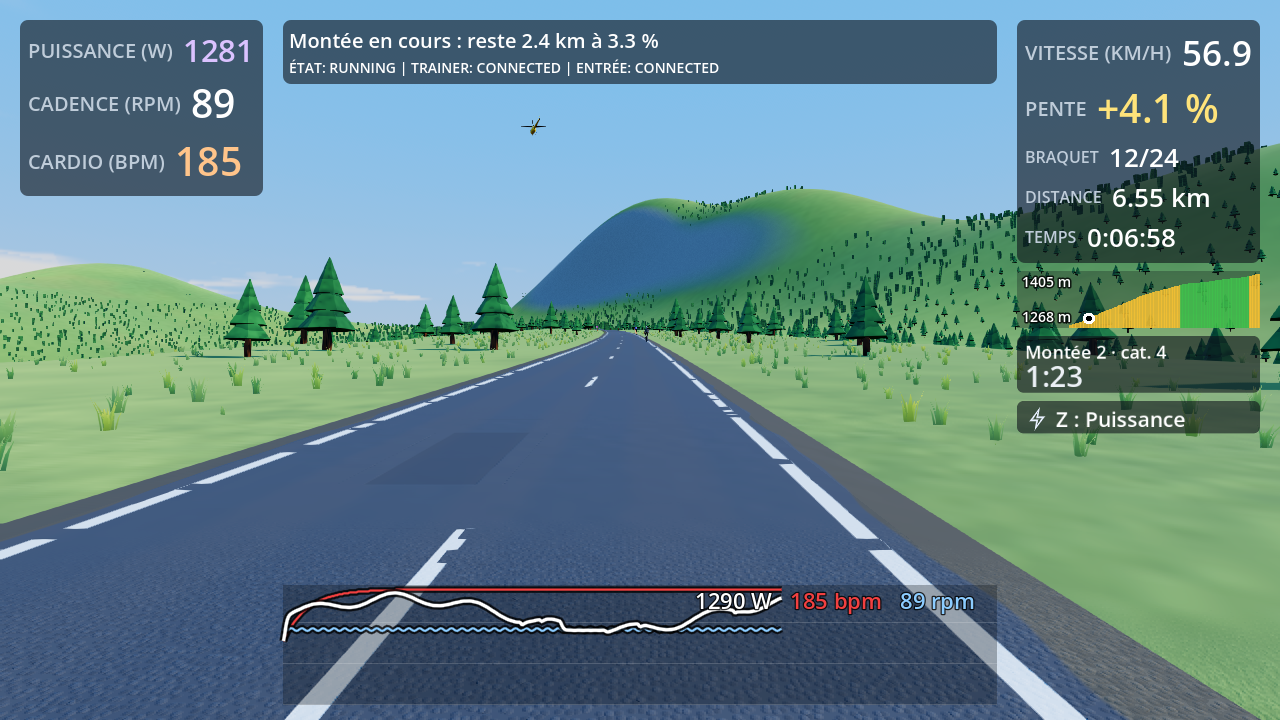 PUISSANCE (W) 1281
CADENCE (RPM) 89
CARDIO (BPM) 185
Montée en cours : reste 2.4 km à 3.3 %
ÉTAT: RUNNING | TRAINER: CONNECTED | ENTRÉE: CONNECTED
VITESSE (KM/H) 56.9
PENTE +4.1 %
BRAQUET 12/24
DISTANCE 6.55 km
TEMPS 0:06:58
1405 m
1268 m
Montée 2 · cat. 4
1:23
Z : Puissance
1290 W 185 bpm 89 rpm